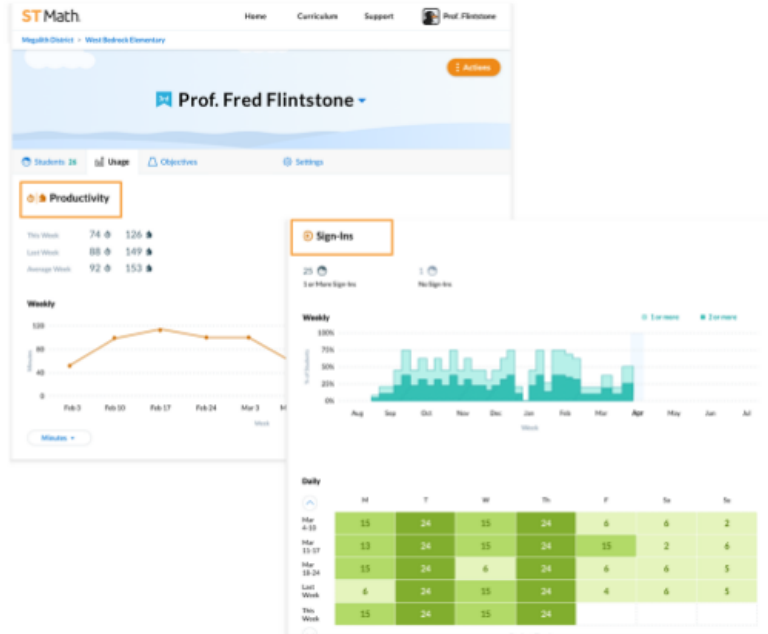 ST Math
Home Curriculum Support Prof. Flintstone
Megalith District > West Bedrock Elementary
Actions
Prof. Fred Flintstone
Students 26 Usage Objectives Settings
Productivity
This Week 74 126
Last Week 88 149
Average Week 92 153
Weekly
120
80
40
0
Minutes
Feb 3 Feb 10 Feb 17 Feb 24 Mar 3 M
Week
Minutes
Sign-Ins
25 1
1 or More Sign-Ins No Sign-Ins
Weekly
1 or more 2 or more
100%
75%
50%
25%
0%
% of Students
Aug Sep Oct Nov Dec Jan Feb Mar Apr May Jun Jul
Week
Daily
M T W Th F Sa Su
Mar 4-10 15 24 15 24 6 6 2
Mar 11-17 13 24 15 24 15 2 6
Mar 18-24 15 24 6 24 6 6 5
Last Week 6 24 15 24 4 6 5
This Week 15 24 15 24